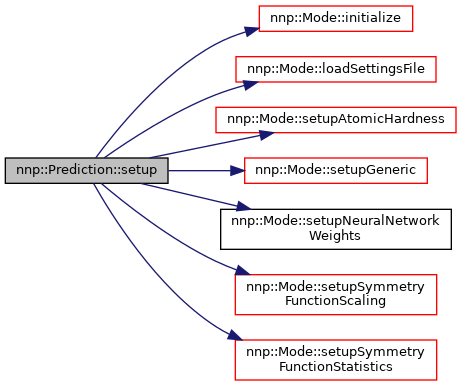 nnp::Mode::initialize
nnp::Mode::loadSettingsFile
nnp::Mode::setupAtomicHardness
nnp::Prediction::setup
nnp::Mode::setupGeneric
nnp::Mode::setupNeuralNetwork
Weights
nnp::Mode::setupSymmetry
FunctionScaling
nnp::Mode::setupSymmetry
FunctionStatistics